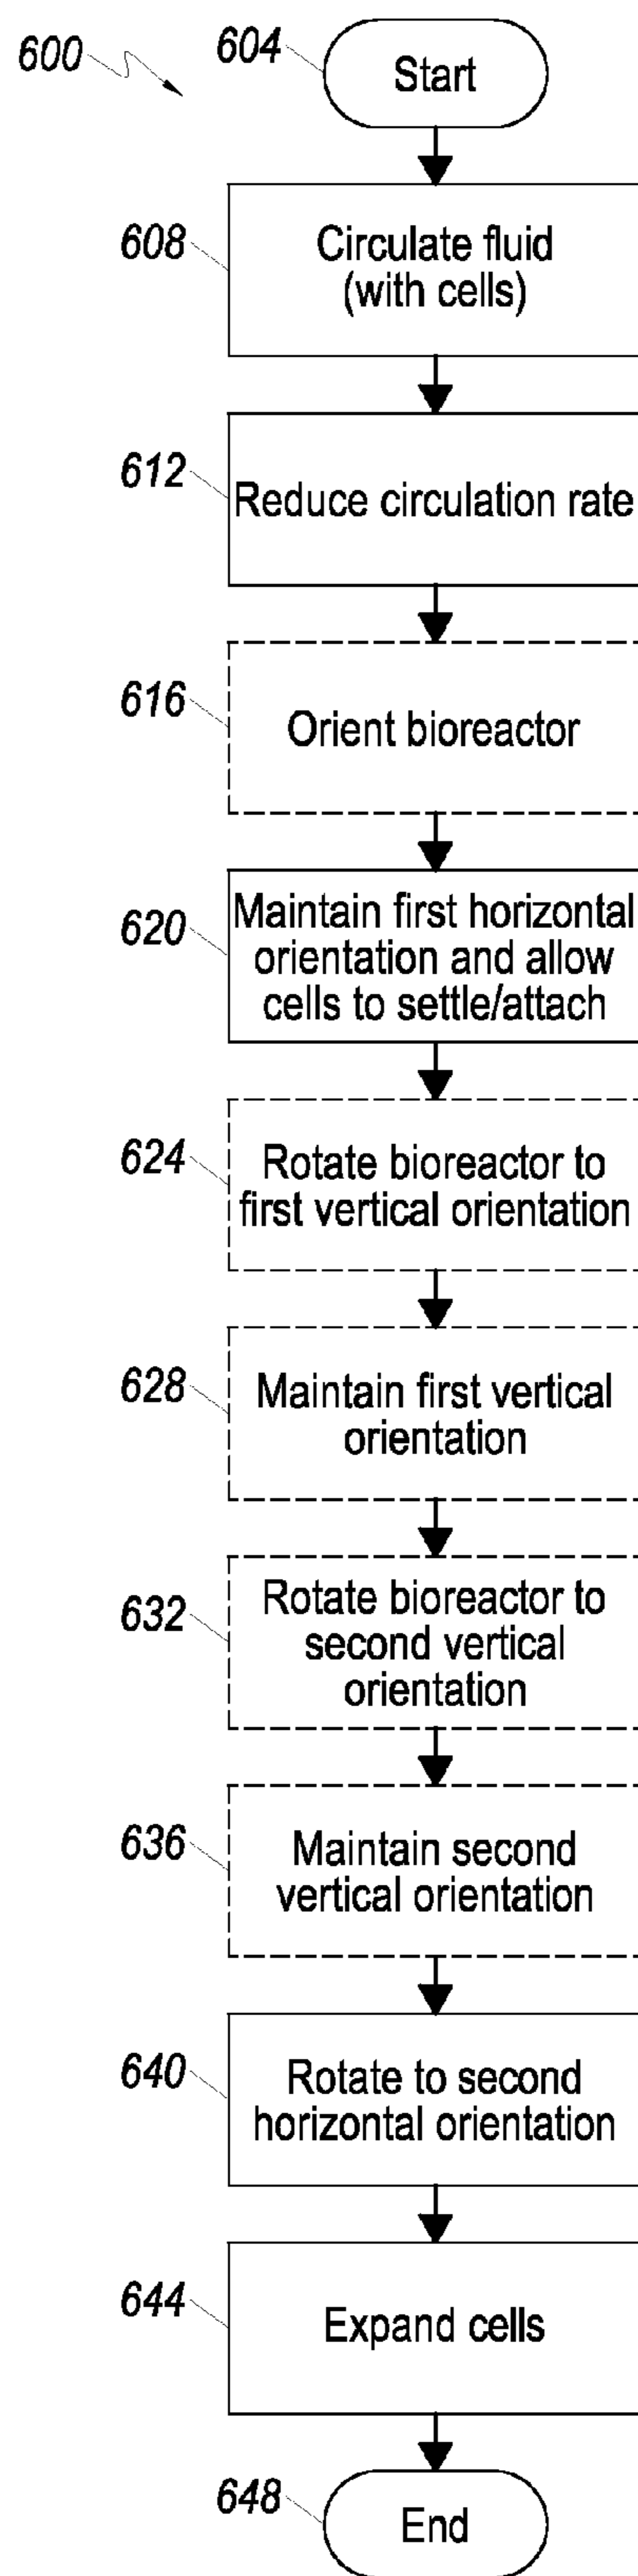 600
604
Start
608
Circulate fluid
(with cells)
612
Reduce circulation rate
616
Orient bioreactor
620
Maintain first horizontal
orientation and allow
cells to settle/attach
624
Rotate bioreactor to
first vertical orientation
628
Maintain first vertical
orientation
632
Rotate bioreactor to
second vertical
orientation
636
Maintain second
vertical orientation
640
Rotate to second
horizontal orientation
644
Expand cells
648
End